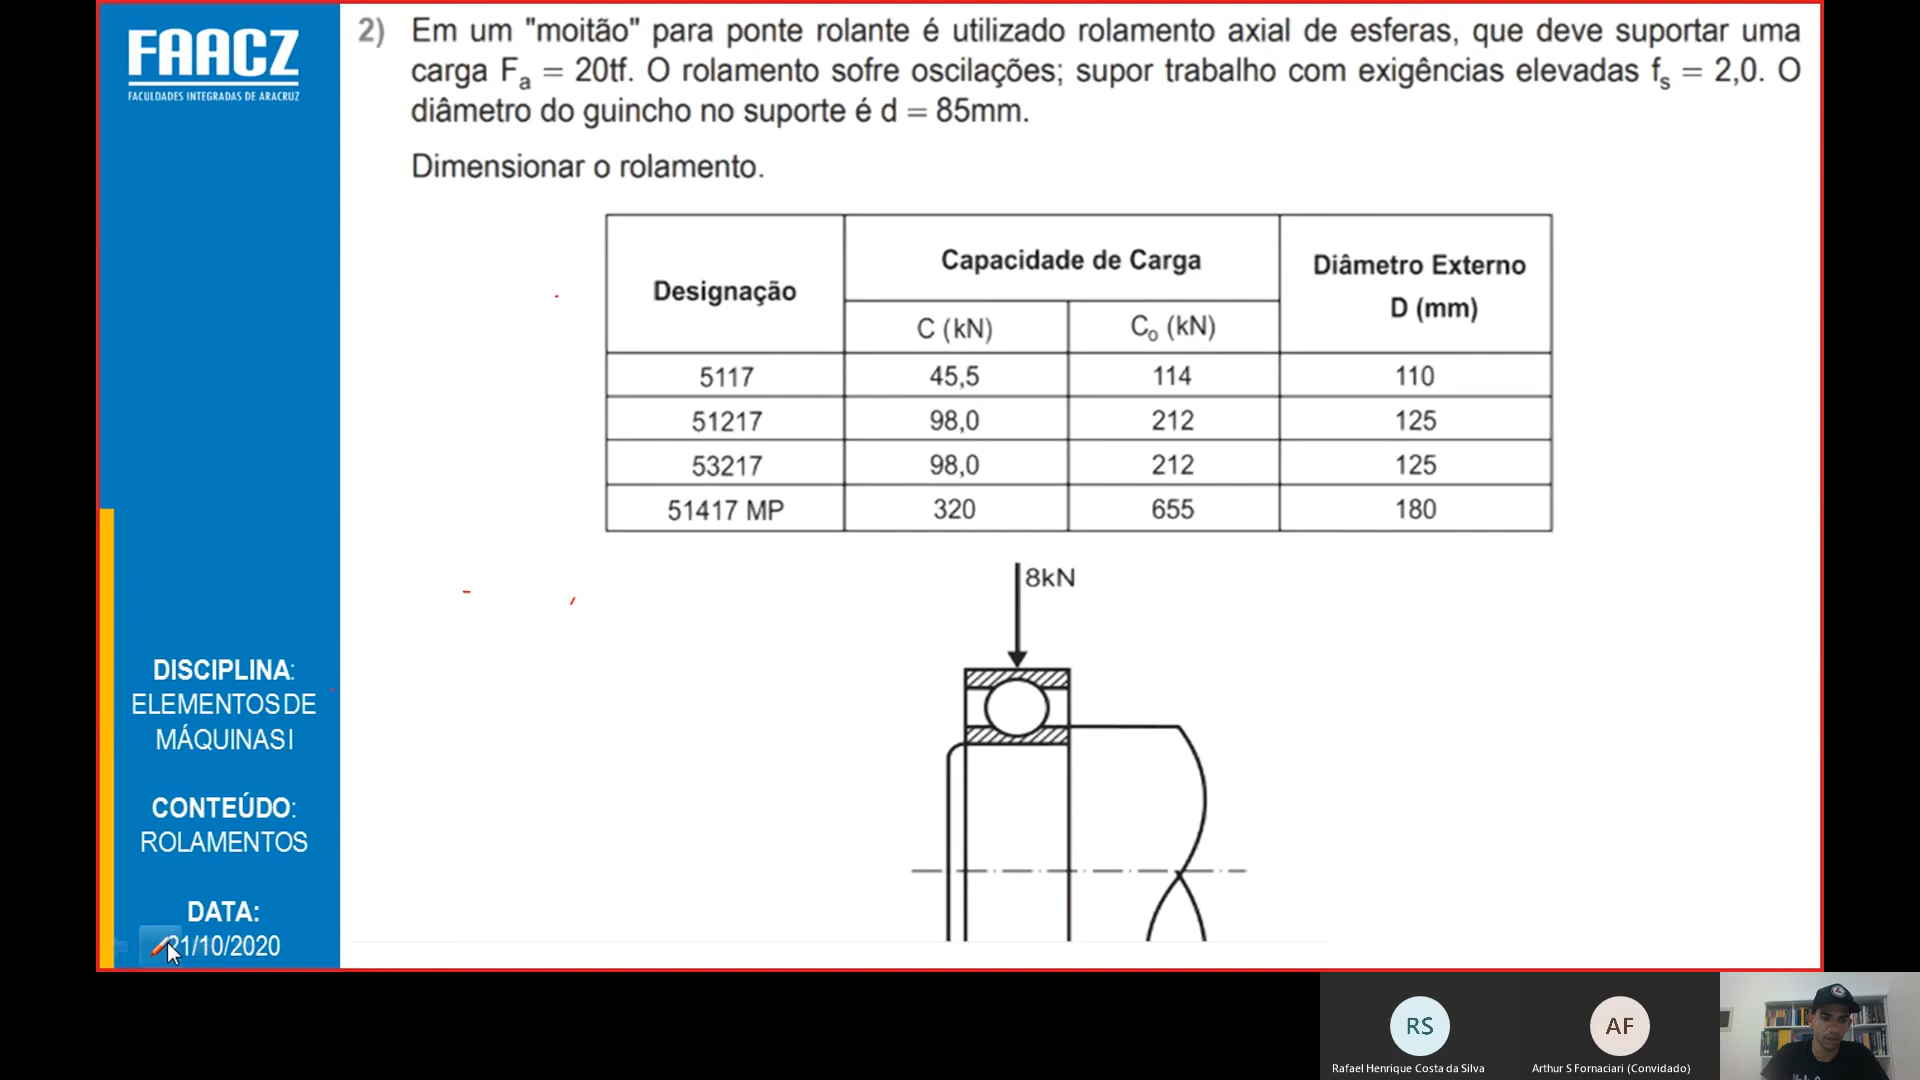 FAACZ
FACULDADES INTEGRADAS DE ARACRUZ
2) Em um "moitão" para ponte rolante é utilizado rolamento axial de esferas, que deve suportar uma
carga Fa = 20tf. O rolamento sofre oscilações; supor trabalho com exigências elevadas fs = 2,0. O
diâmetro do guincho no suporte é d = 85mm.
Dimensionar o rolamento.
Designação Capacidade de Carga Diâmetro Externo D (mm)
C (kN) Co (kN)
5117 45,5 114 110
51217 98,0 212 125
53217 98,0 212 125
51417 MP 320 655 180
8kN
DISCIPLINA:
ELEMENTOS DE
MÁQUINAS I
CONTEÚDO:
ROLAMENTOS
DATA:
21/10/2020
RS
AF
Rafael Henrique Costa da Silva
Arthur S Fornaciari (Convidado)